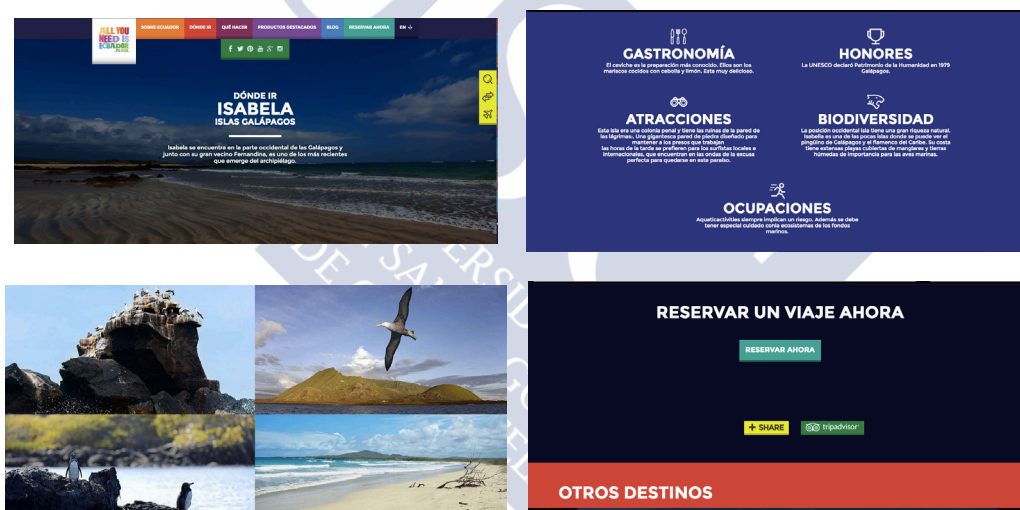 ALL YOU
NEED IS
ECUADOR
SOBRE ECUADOR
DÓNDE IR
QUÉ HACER
PRODUCTOS DESTACADOS
BLOG
RESERVAR AHORA
EN
DÓNDE IR
ISABELA
ISLAS GALÁPAGOS
Isabela se encuentra en la parte occidental de las Galápagos y
junto con su gran vecino Fernandina, es uno de los más recientes
que emerge del archipiélago.
GASTRONOMÍA
El ceviche es la preparación más conocido. Ellos son los
mariscos cocidos con cebolla y limón. Esta muy delicioso.
HONORES
La UNESCO declaró Patrimonio de la Humanidad en 1979
Galápagos.
ATRACCIONES
Esta isla era una colonia penal y tiene las ruinas de la pared de
las lágrimas.. Una gigantesca pared de piedra diseñado para
mantener a los presos que trabajan
las horas de la tarde se prefieren para los surfistas locales e
internacionales, que encuentran en las ondas de la excusa
perfecta para quedarse en este paraíso.
BIODIVERSIDAD
La posición occidental isla tiene una gran riqueza natural.
Isabella es una de las pocas islas donde se puede ver el
pingüino de Galápagos y el flamenco del Caribe. Su costa
tiene extensas playas cubiertas de manglares y tierras
húmedas de importancia para las aves marinas.
OCUPACIONES
Aquaticactivities siempre implican un riesgo. Además se debe
tener especial cuidado conla ecosistemas de los fondos
marinos.
RESERVAR UN VIAJE AHORA
RESERVAR AHORA
+ SHARE
tripadvisor
OTROS DESTINOS